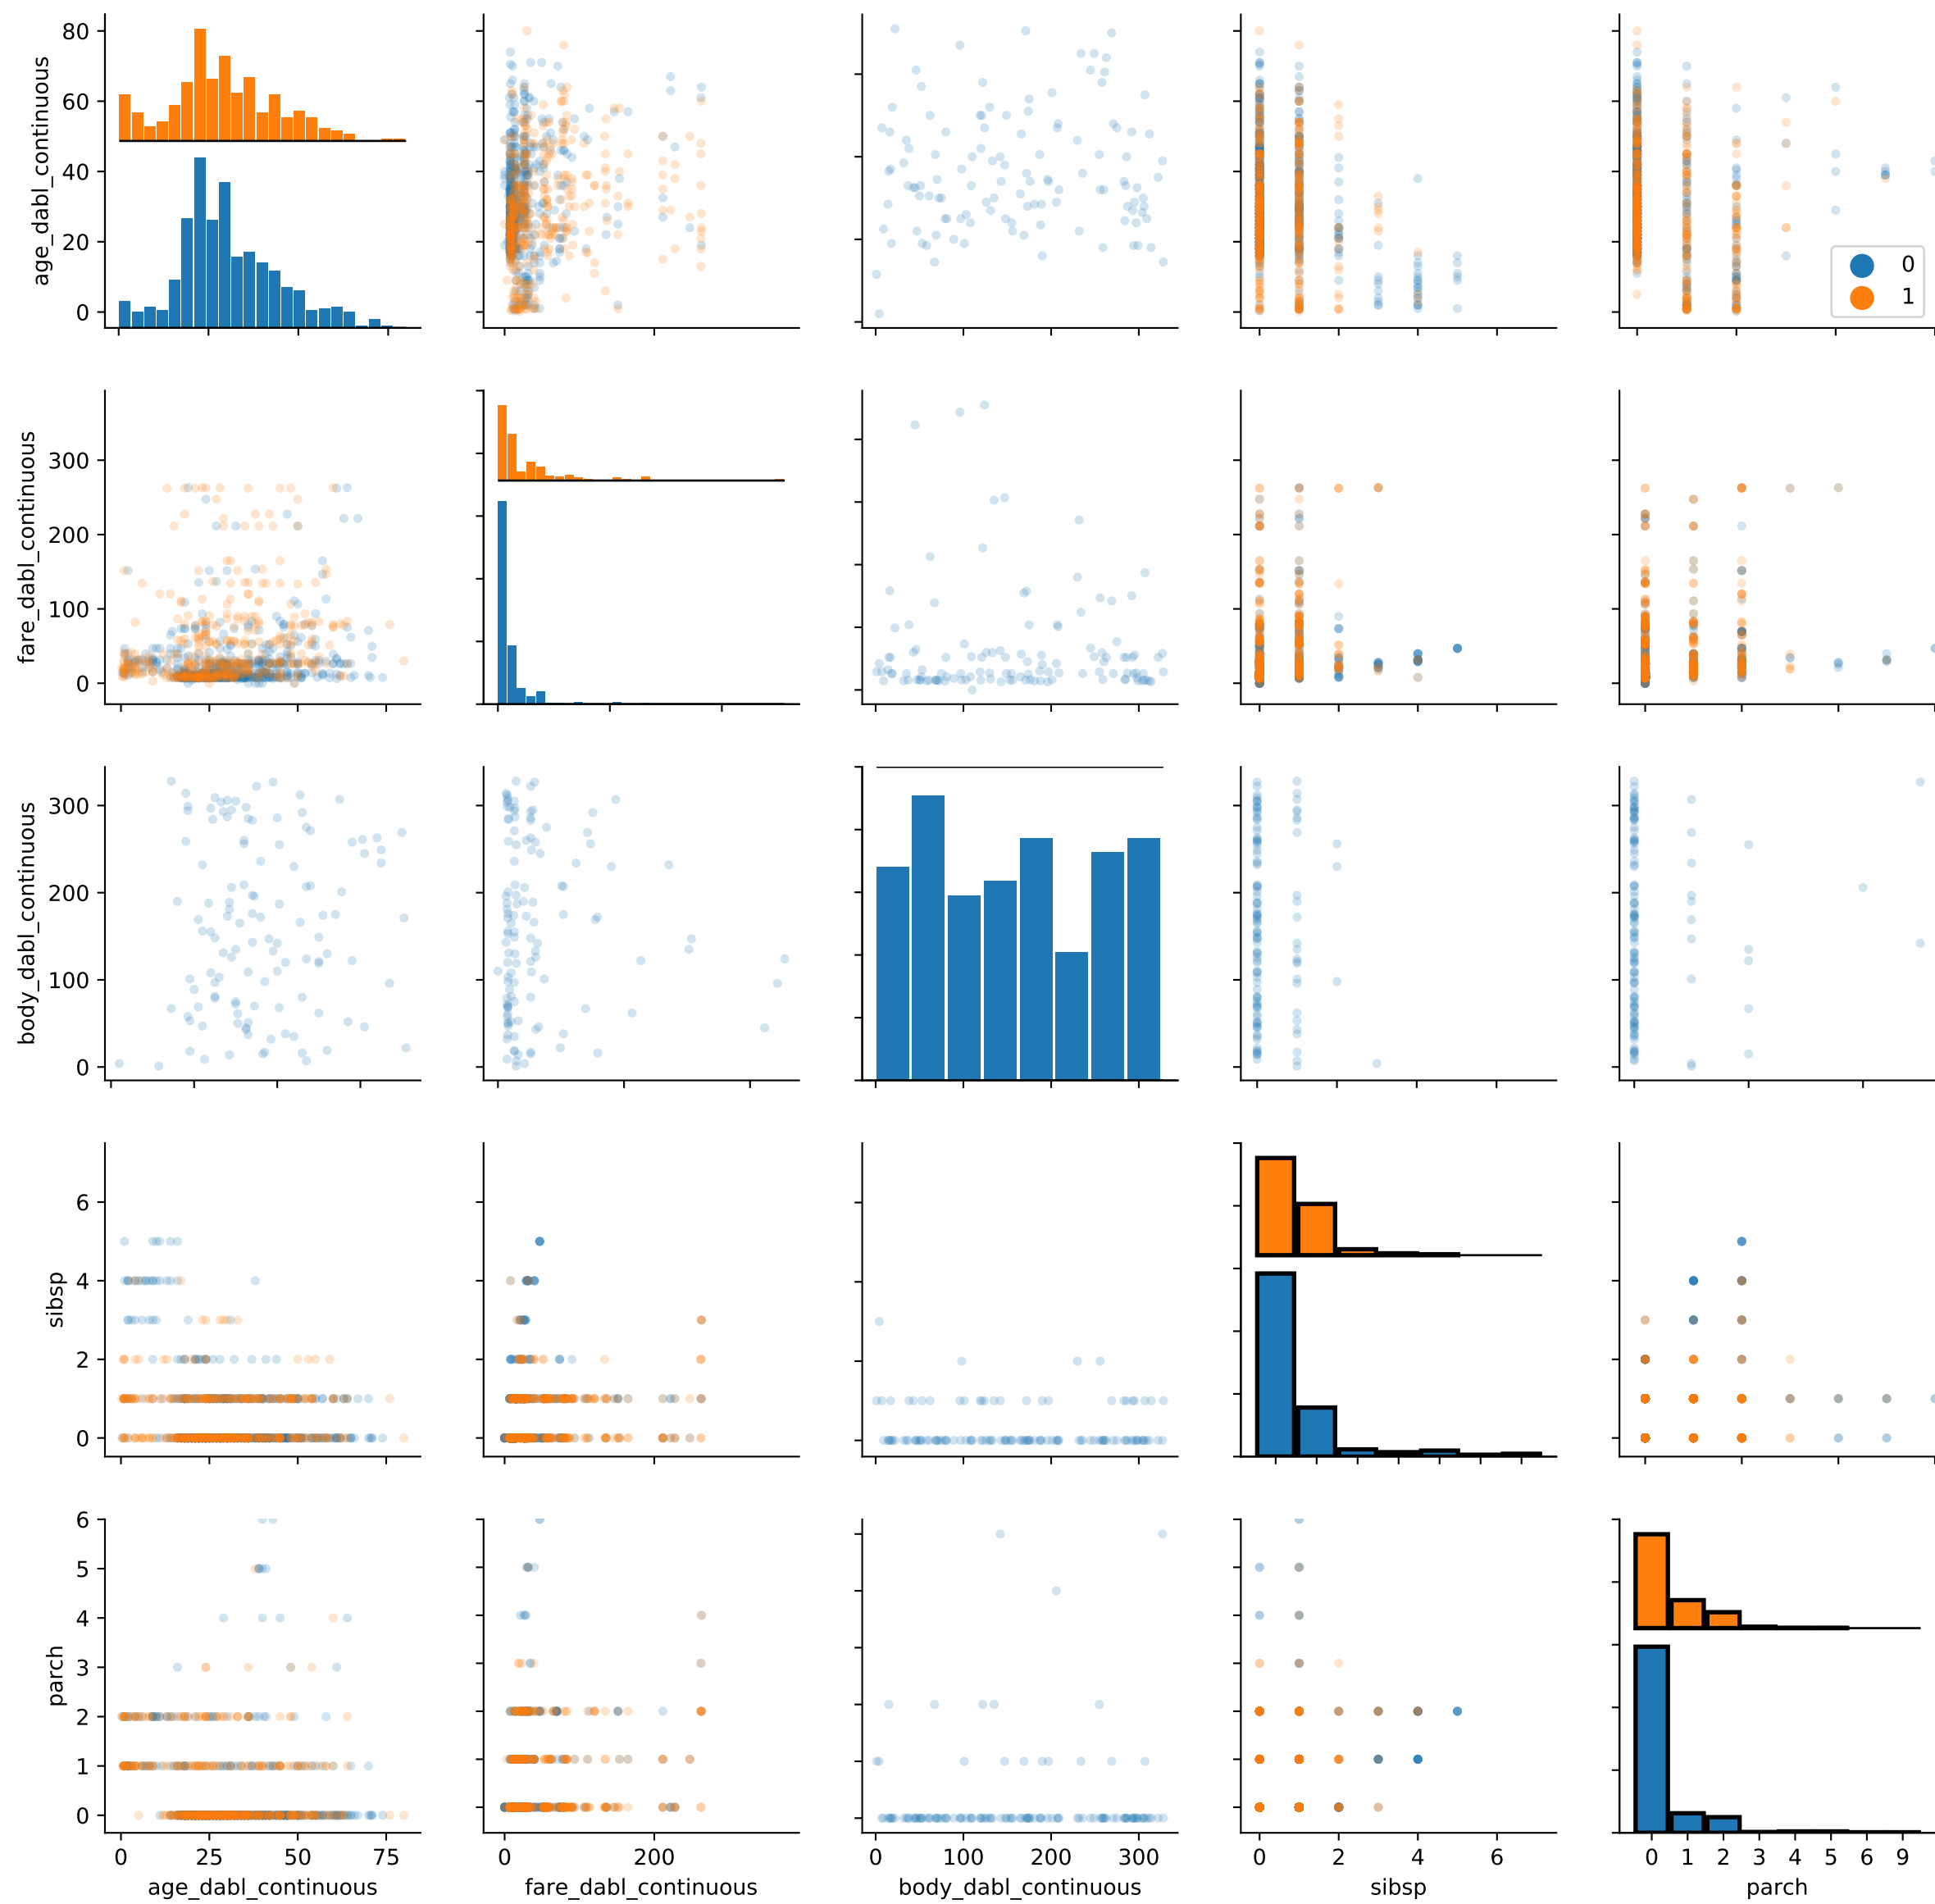 age_dabl_continuous
80
60
40
20
0
0
1
fare_dabl_continuous
300
200
100
0
body_dabl_continuous
300
200
100
0
sibsp
6
4
2
0
parch
6
5
4
3
2
1
0
0 25 50 75
0 200
0 100 200 300
0 2 4 6
0 1 2 3 4 5 6 9
age_dabl_continuous
fare_dabl_continuous
body_dabl_continuous
sibsp
parch